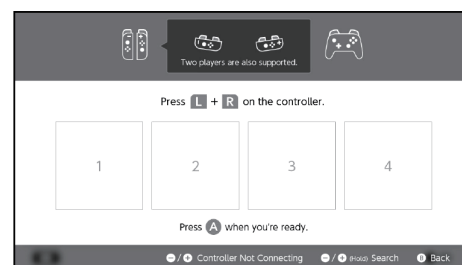 Two players are also supported.
Press L + R on the controller.
1 2 3 4
Press A when you're ready.
−/+ Controller Not Connecting −/+ (Hold) Search B Back